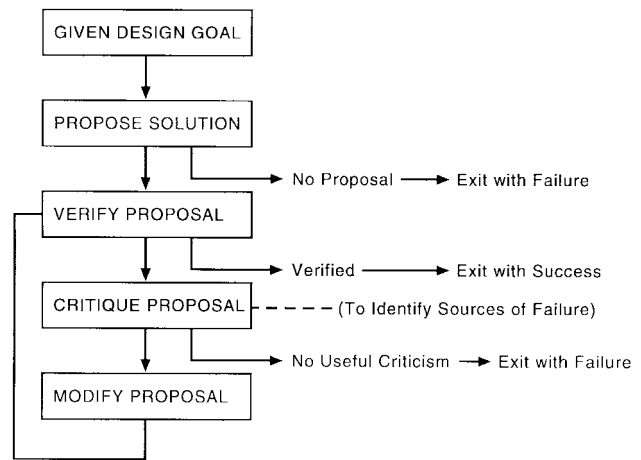 GIVEN DESIGN GOAL
PROPOSE SOLUTION
No Proposal
Exit with Failure
VERIFY PROPOSAL
Verified
Exit with Success
CRITIQUE PROPOSAL
(To Identify Sources of Failure)
No Useful Criticism
Exit with Failure
MODIFY PROPOSAL